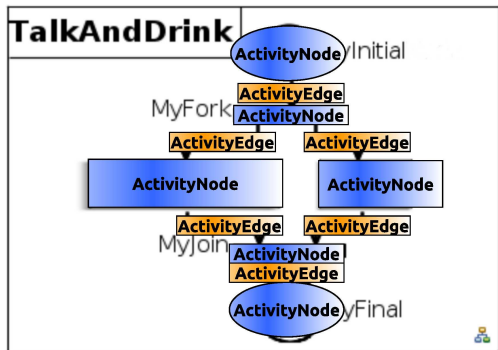 TalkAndDrink
ActivityNode
yInitial
ActivityEdge
MyFork
ActivityNode
ActivityEdge
ActivityEdge
ActivityNode
ActivityNode
ActivityEdge
ActivityEdge
MyJoin
ActivityNode
ActivityEdge
ActivityNode
yFinal